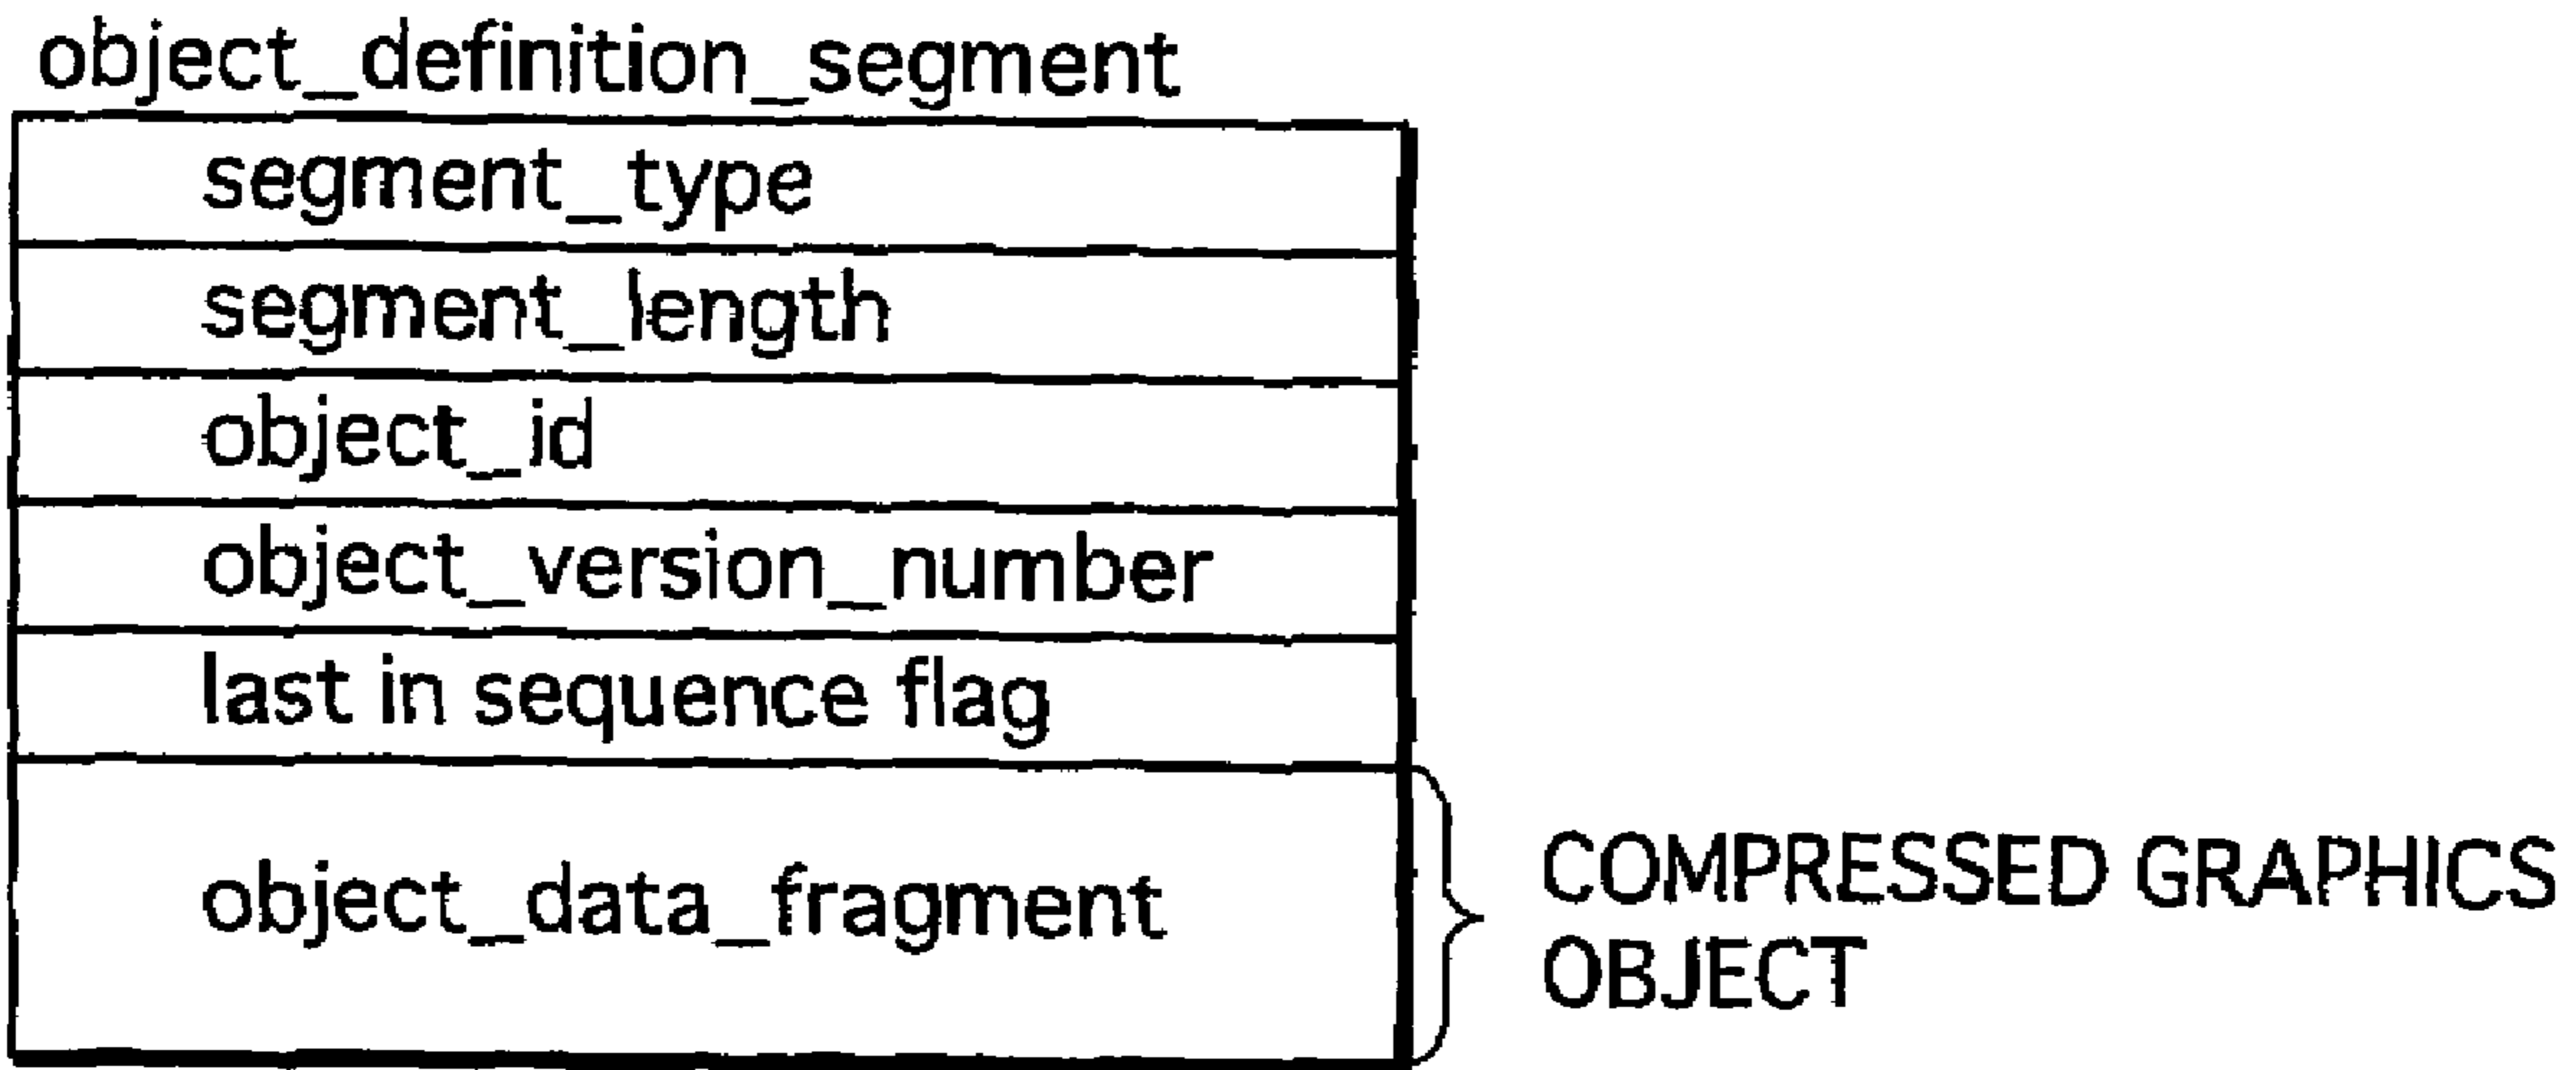 object_definition_segment
segment_type
segment_length
object_id
object_version_number
last in sequence flag
object_data_fragment
COMPRESSED GRAPHICS
OBJECT